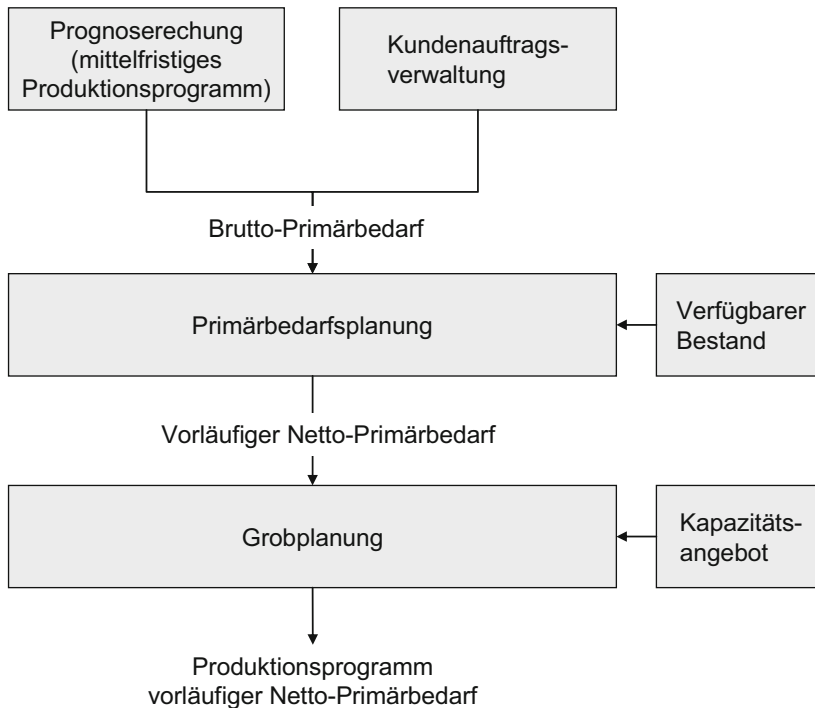 Prognoserechung
(mittelfristiges
Produktionsprogramm)
Kundenauftrags-
verwaltung
Brutto-Primärbedarf
Primärbedarfsplanung
Verfügbarer
Bestand
Vorläufiger Netto-Primärbedarf
Grobplanung
Kapazitäts-
angebot
Produktionsprogramm
vorläufiger Netto-Primärbedarf